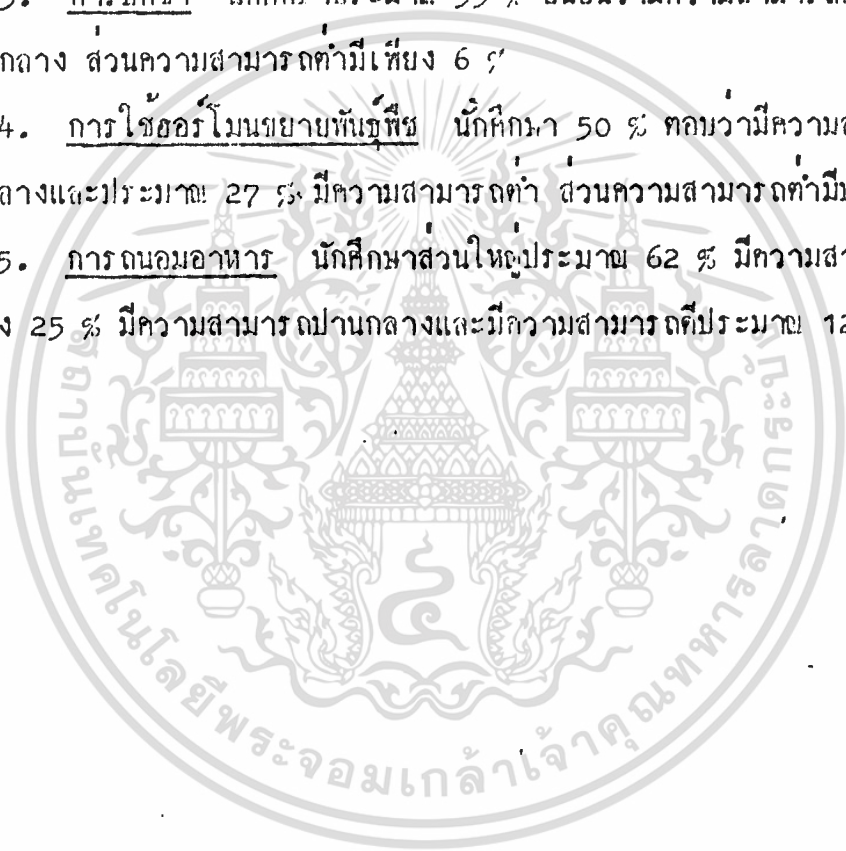 กลาง ส่วนความสามารถต่ำมีเพียง 6 %
4. การใช้ฮอร์โมนขยายพันธุ์พืช นักศึกษา 50 % ตอบว่ามีความส
ลางและประมาณ 27 % มีความสามารถต่ำ ส่วนความสามารถต่ำมี
5. การถนอมอาหาร นักศึกษาส่วนใหญ่ประมาณ 62 % มีความสา
ง 25 % มีความสามารถปานกลางและมีความสามารถดีประมาณ 12
สถาบันเทคโนโลยีพระจอมเกล้าเจ้าคุณทหารลาดกระบัง